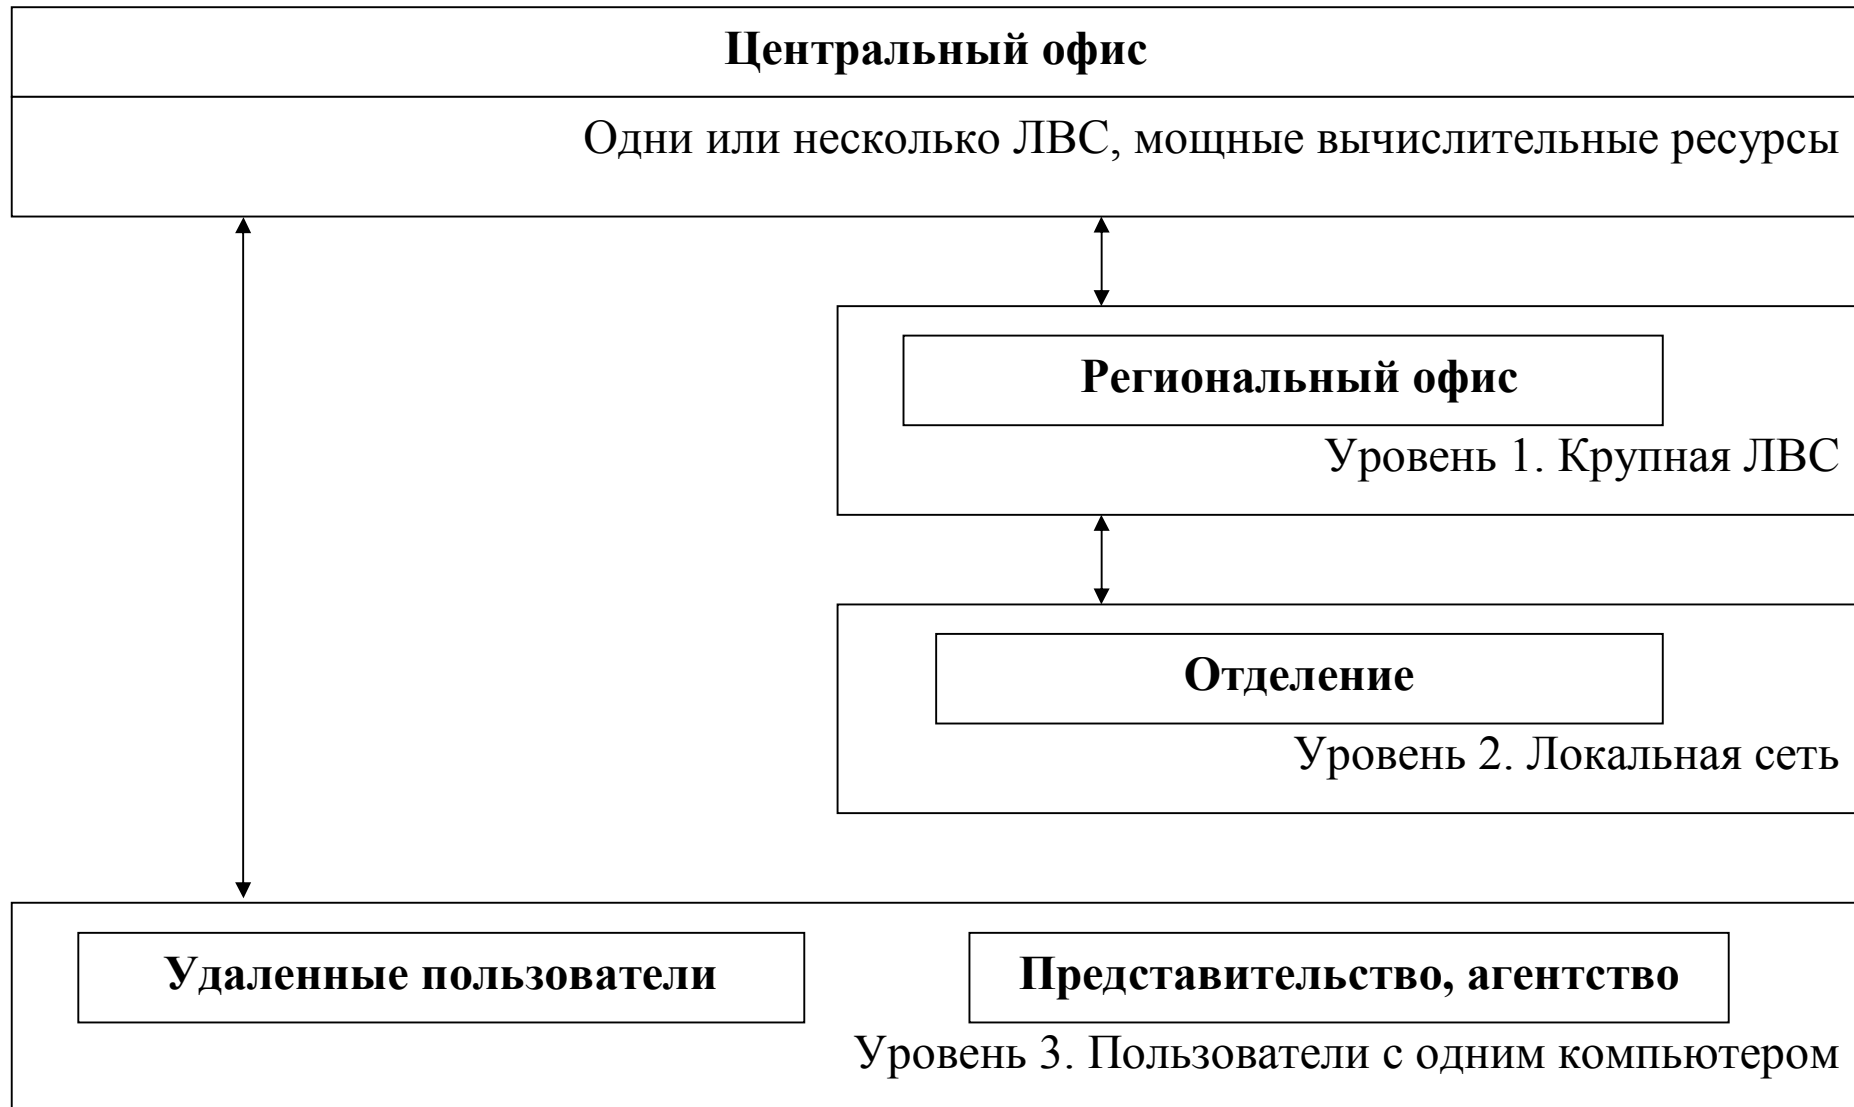 Центральный офис
Одни или несколько ЛВС, мощные вычислительные ресурсы
Региональный офис
Уровень 1. Крупная ЛВС
Отделение
Уровень 2. Локальная сеть
Удаленные пользователи
Представительство, агентство
Уровень 3. Пользователи с одним компьютером